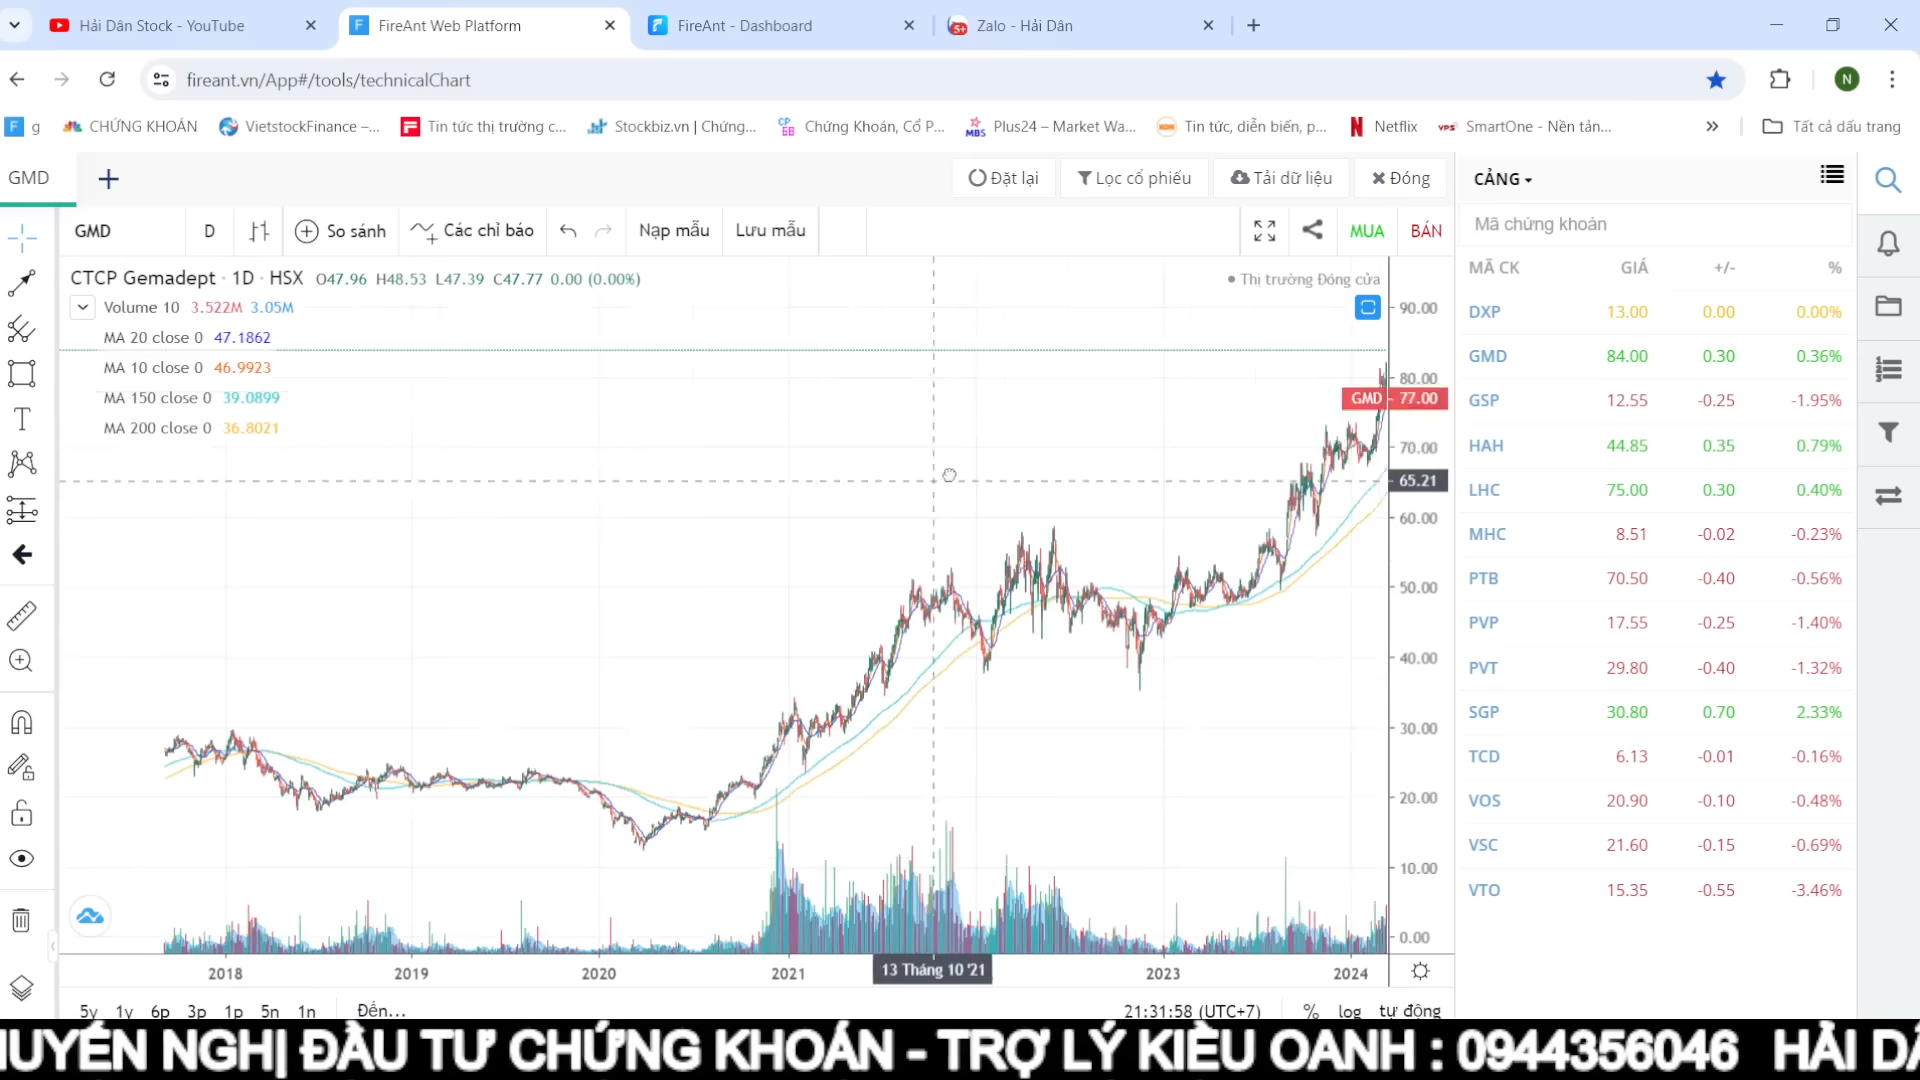 Hải Dân Stock - YouTube
FireAnt Web Platform
FireAnt - Dashboard
Zalo - Hải Dân
fireant.vn/App#/tools/technicalChart
N
g
CHỨNG KHOÁN
VietstockFinance –...
Tin tức thị trường c...
Stockbiz.vn | Chứng...
Chứng Khoán, Cổ P...
Plus24 – Market Wa...
Tin tức, diễn biến, p...
Netflix
SmartOne - Nền tản...
Tất cả dấu trang
GMD
Đặt lại
Lọc cổ phiếu
Tải dữ liệu
Đóng
GMD
D
So sánh
Các chỉ báo
Nạp mẫu
Lưu mẫu
MUA
BÁN
CTCP Gemadept · 1D · HSX O47.96 H48.53 L47.39 C47.77 0.00 (0.00%)
Thị trường Đóng cửa
Volume 10 3.522M 3.05M
MA 20 close 0 47.1862
MA 10 close 0 46.9923
MA 150 close 0 39.0899
MA 200 close 0 36.8021
90.00
80.00
GMD 77.00
70.00
65.21
60.00
50.00
40.00
30.00
20.00
10.00
0.00
2018 2019 2020 2021 13 Tháng 10 '21 2023 2024
5y 1y 6p 3p 1p 5n 1n Đến...
21:31:58 (UTC+7) % log tự động
CẢNG
Mã chứng khoán
MÃ CK GIÁ +/- %
DXP 13.00 0.00 0.00%
GMD 84.00 0.30 0.36%
GSP 12.55 -0.25 -1.95%
HAH 44.85 0.35 0.79%
LHC 75.00 0.30 0.40%
MHC 8.51 -0.02 -0.23%
PTB 70.50 -0.40 -0.56%
PVP 17.55 -0.25 -1.40%
PVT 29.80 -0.40 -1.32%
SGP 30.80 0.70 2.33%
TCD 6.13 -0.01 -0.16%
VOS 20.90 -0.10 -0.48%
VSC 21.60 -0.15 -0.69%
VTO 15.35 -0.55 -3.46%
HUYẾN NGHỊ ĐẦU TƯ CHỨNG KHOÁN - TRỢ LÝ KIỀU OANH : 0944356046 HẢI DÂ